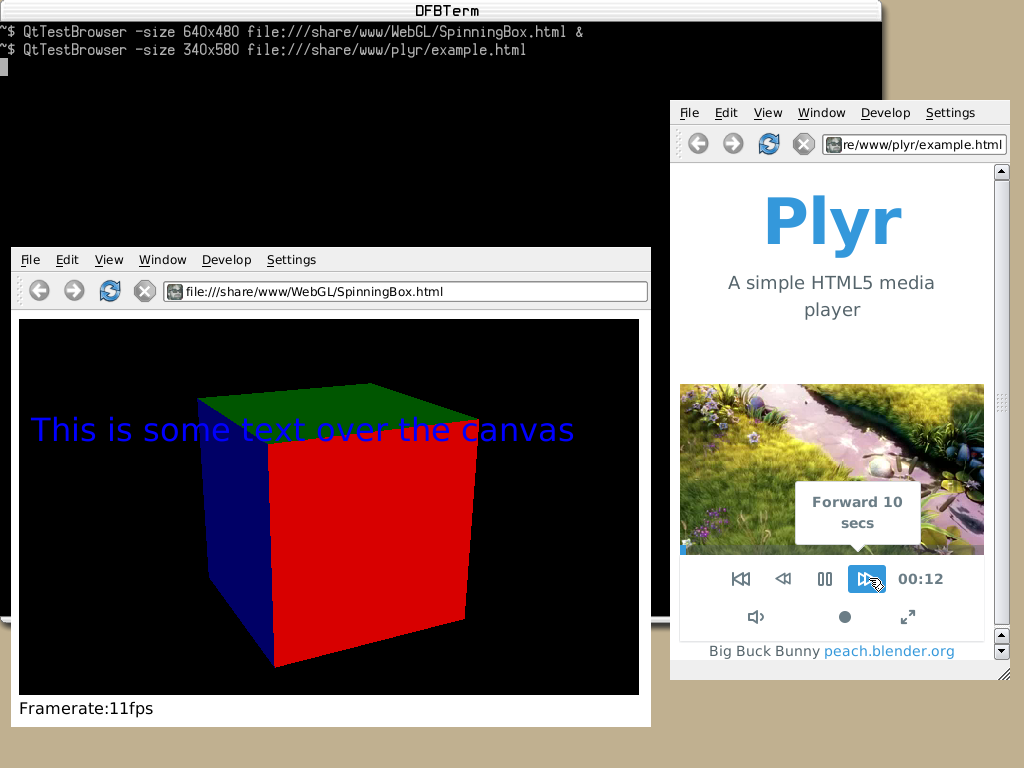 DFBTerm
~$ QtTestBrowser -size 640x480 file:///share/www/WebGL/SpinningBox.html &
~$ QtTestBrowser -size 340x580 file:///share/www/plyr/example.html
File Edit View Window Develop Settings
file:///share/www/WebGL/SpinningBox.html
This is some text over the canvas
Framerate:11fps
File Edit View Window Develop Settings
re/www/plyr/example.html
Plyr
A simple HTML5 media
player
Forward 10
secs
00:12
Big Buck Bunny peach.blender.org